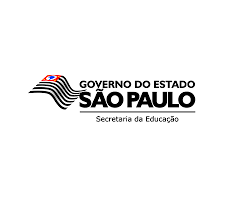 GOVERNO DO ESTADO
SÃO PAULO
Secretaria da Educação